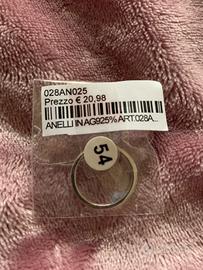 028AN025
Prezzo € 20,98
ANELLI IN AG925% ART.028A...
54